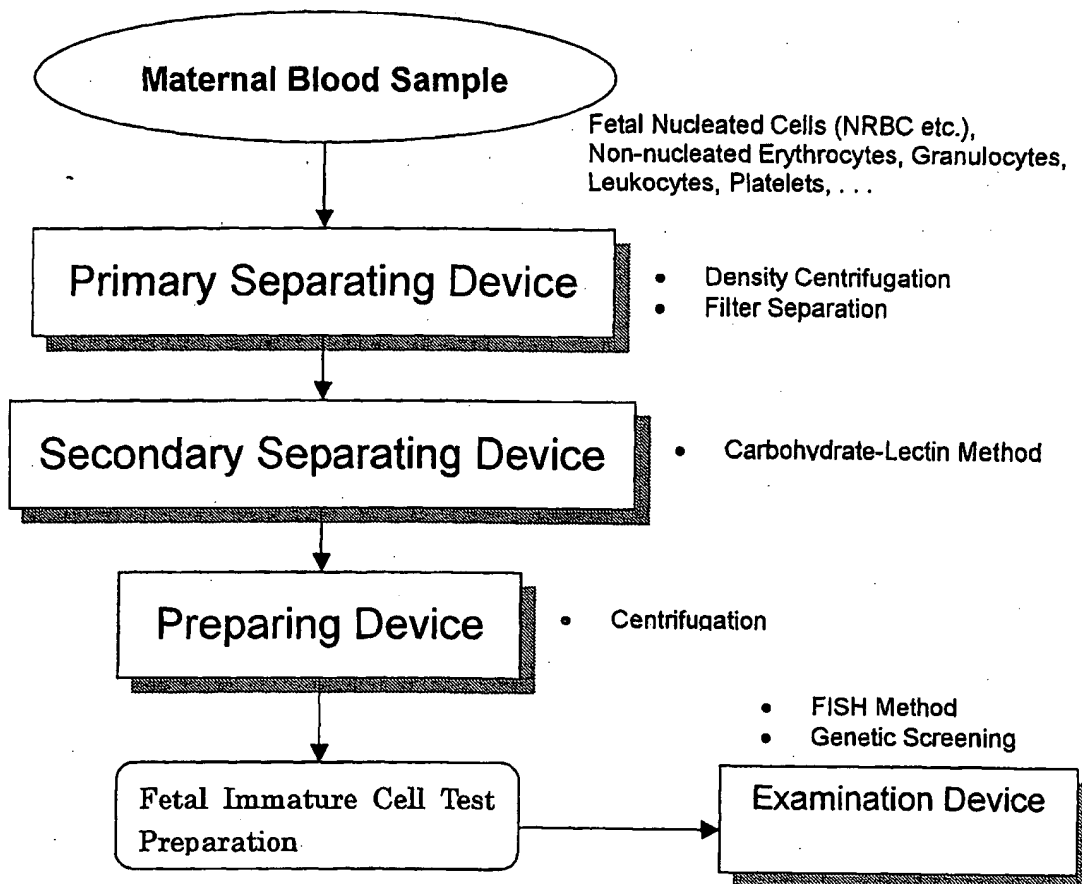 Maternal Blood Sample
Fetal Nucleated Cells (NRBC etc.),
Non-nucleated Erythrocytes, Granulocytes,
Leukocytes, Platelets, . . .
Primary Separating Device
• Density Centrifugation
• Filter Separation
Secondary Separating Device
• Carbohydrate-Lectin Method
Preparing Device
• Centrifugation
• FISH Method
• Genetic Screening
Fetal Immature Cell Test
Preparation
Examination Device